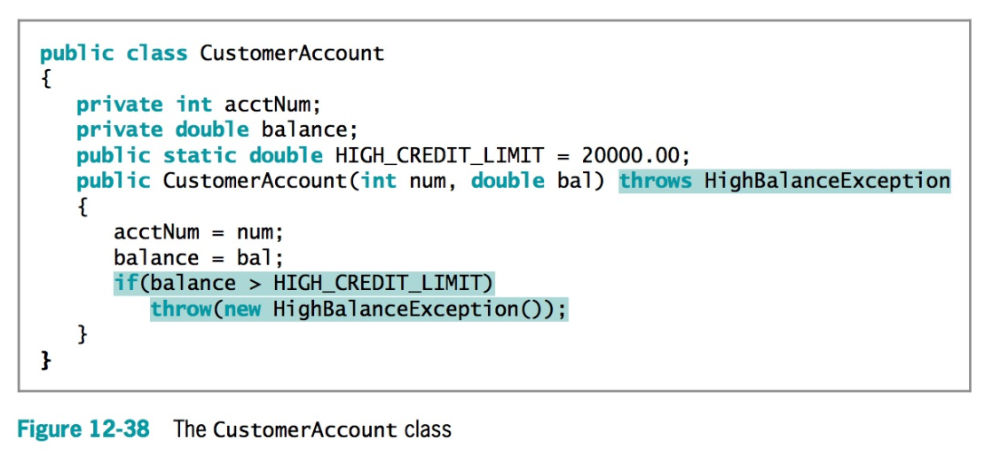 public class CustomerAccount
{
private int acctNum;
private double balance;
public static double HIGH_CREDIT_LIMIT = 20000.00;
public CustomerAccount(int num, double bal) throws HighBalanceException
{
acctNum = num;
balance = bal;
if(balance > HIGH_CREDIT_LIMIT)
throw(new HighBalanceException());
}
}
Figure 12-38 The CustomerAccount class